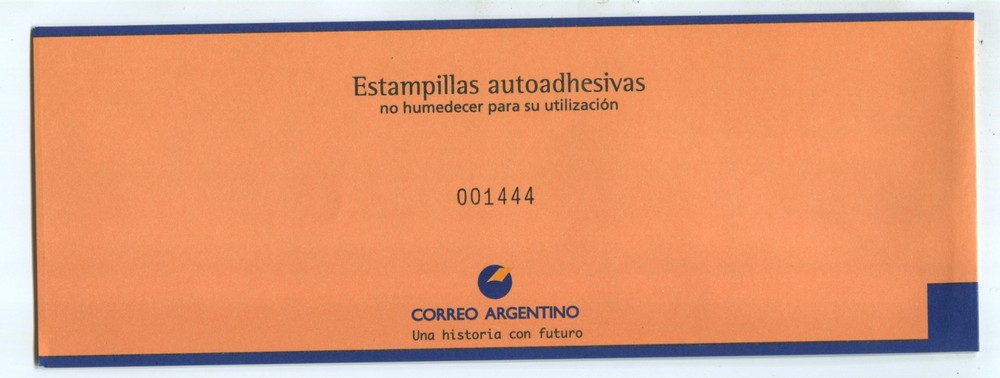 Estampillas autoadhesivas
no humedecer para su utilización
001444
CORREO ARGENTINO
Una historia con futuro